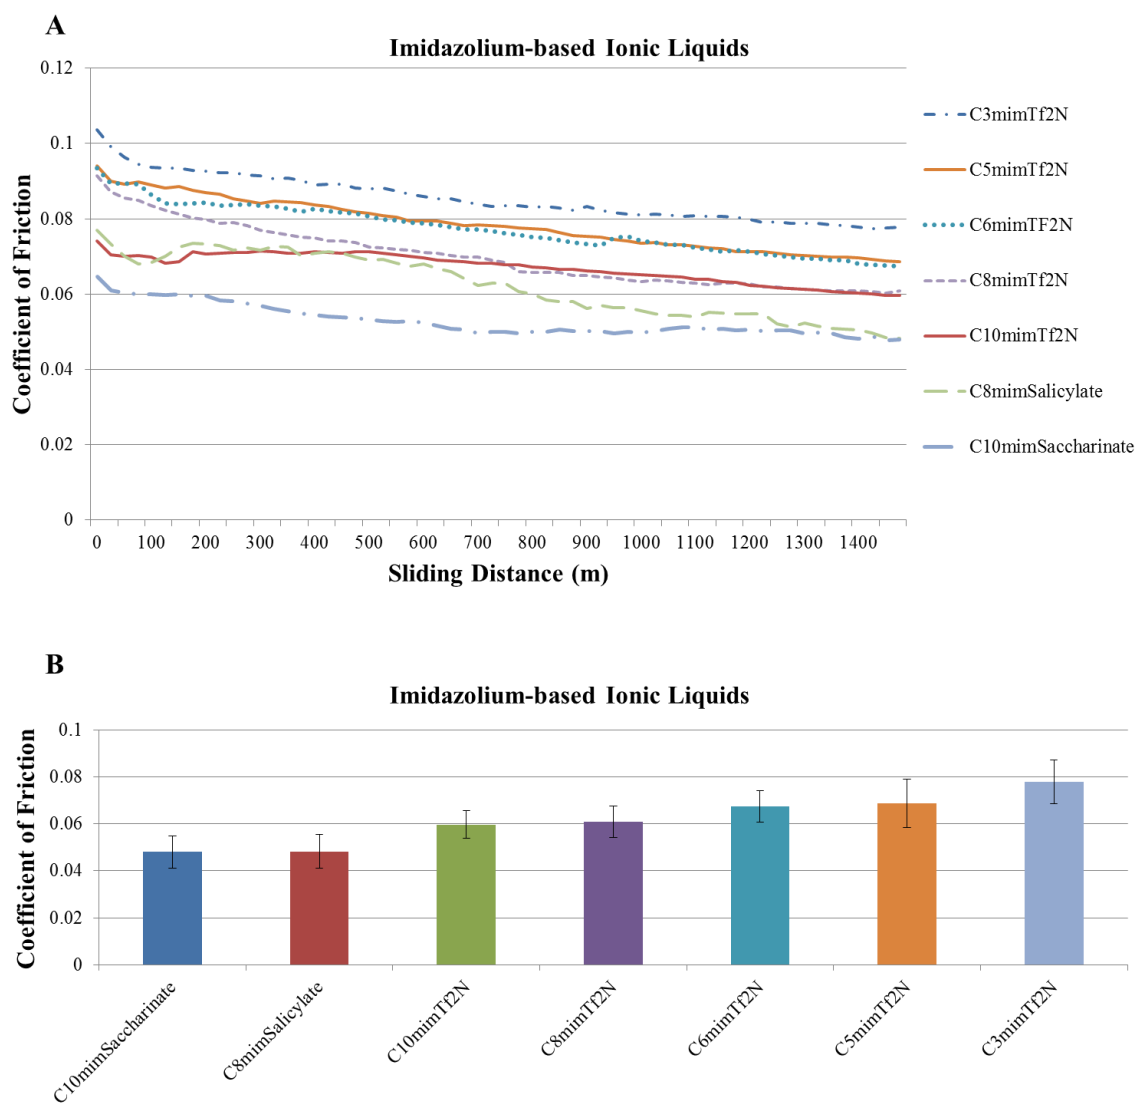 A
Imidazolium-based Ionic Liquids
Coefficient of Friction
0.12
0.1
0.08
0.06
0.04
0.02
0
0 100 200 300 400 500 600 700 800 900 1000 1100 1200 1300 1400
Sliding Distance (m)
C3mimTf2N
C5mimTf2N
C6mimTF2N
C8mimTf2N
C10mimTf2N
C8mimSalicylate
C10mimSaccharinate
B
Imidazolium-based Ionic Liquids
Coefficient of Friction
0.1
0.08
0.06
0.04
0.02
0
C10mimSaccharinate
C8mimSalicylate
C10mimTf2N
C8mimTf2N
C6mimTf2N
C5mimTf2N
C3mimTf2N